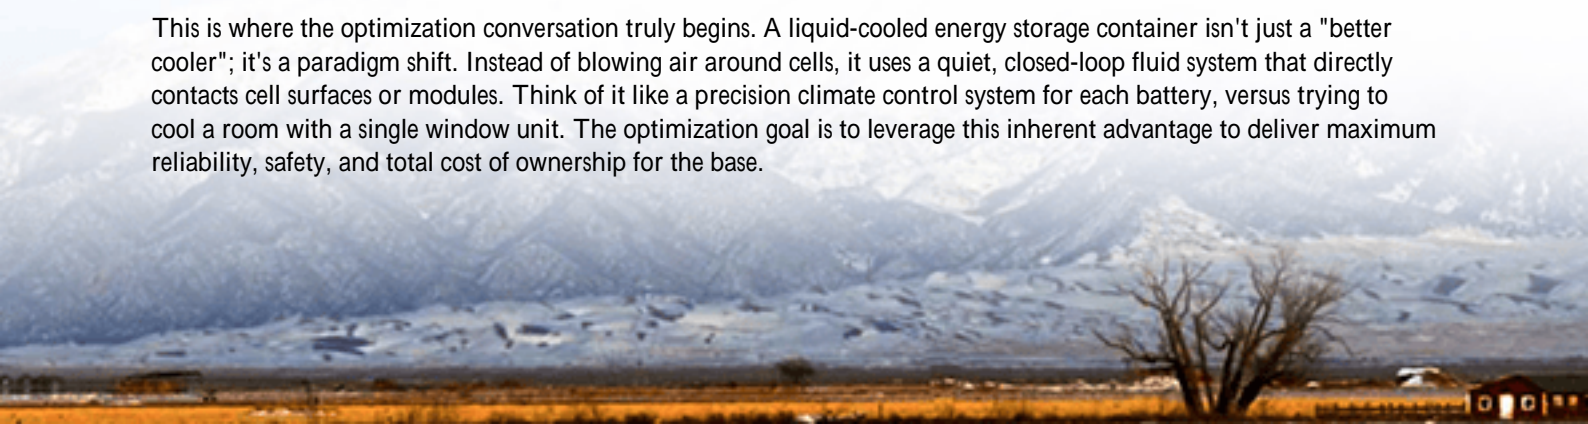 This is where the optimization conversation truly begins. A liquid-cooled energy storage container isn't just a "better
cooler"; it's a paradigm shift. Instead of blowing air around cells, it uses a quiet, closed-loop fluid system that directly
contacts cell surfaces or modules. Think of it like a precision climate control system for each battery, versus trying to
cool a room with a single window unit. The optimization goal is to leverage this inherent advantage to deliver maximum
reliability, safety, and total cost of ownership for the base.